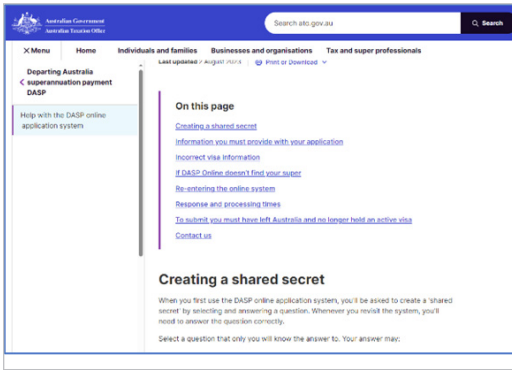 Australian Government
Australian Taxation Office
Search ato.gov.au
Search
Menu
Home
Individuals and families
Businesses and organisations
Tax and super professionals
Departing Australia
superannuation payment
DASP
Help with the DASP online
application system
Last updated 2 August 2023
Print or Download
On this page
Creating a shared secret
Information you must provide with your application
Incorrect visa information
If DASP Online doesn't find your super
Re-entering the online system
Response and processing times
To submit you must have left Australia and no longer hold an active visa
Contact us
Creating a shared secret
When you first use the DASP online application system, you'll be asked to create a 'shared
secret' by selecting and answering a question. Whenever you revisit the system, you'll
need to answer the question correctly.
Select a question that only you will know the answer to. Your answer may: